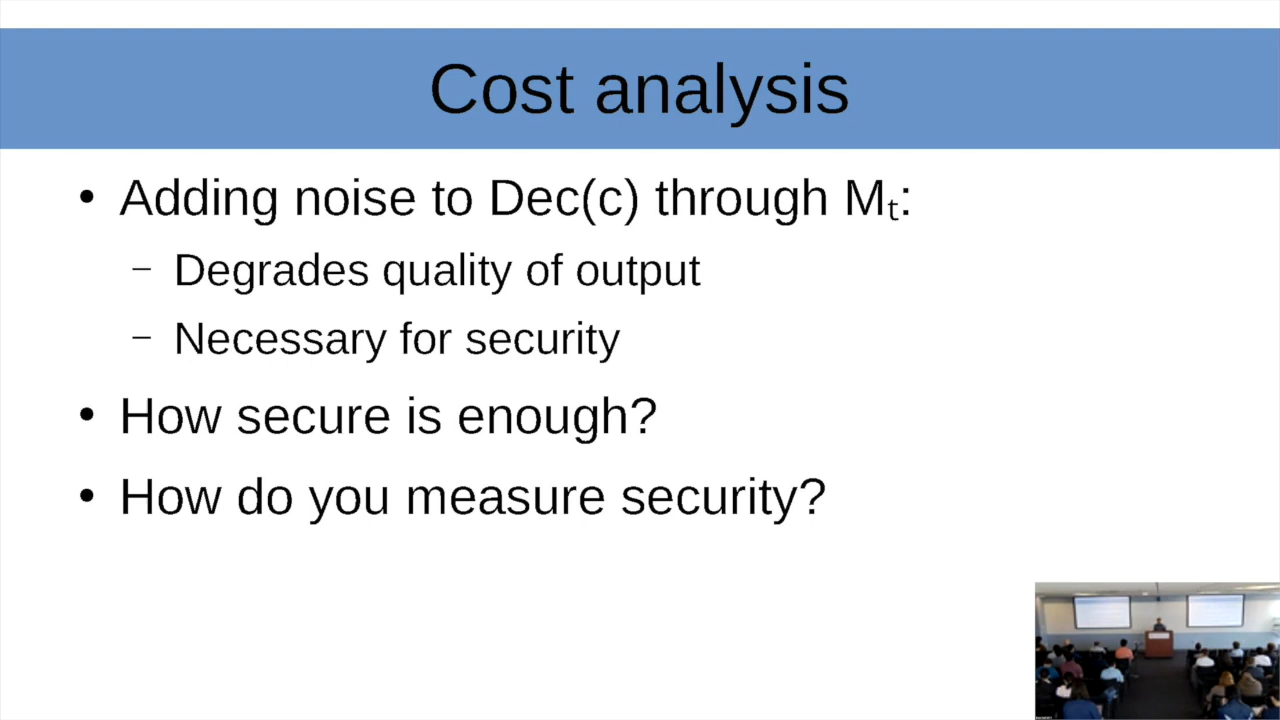 Cost analysis
• Adding noise to Dec(c) through Mₜ:
– Degrades quality of output
– Necessary for security
• How secure is enough?
• How do you measure security?